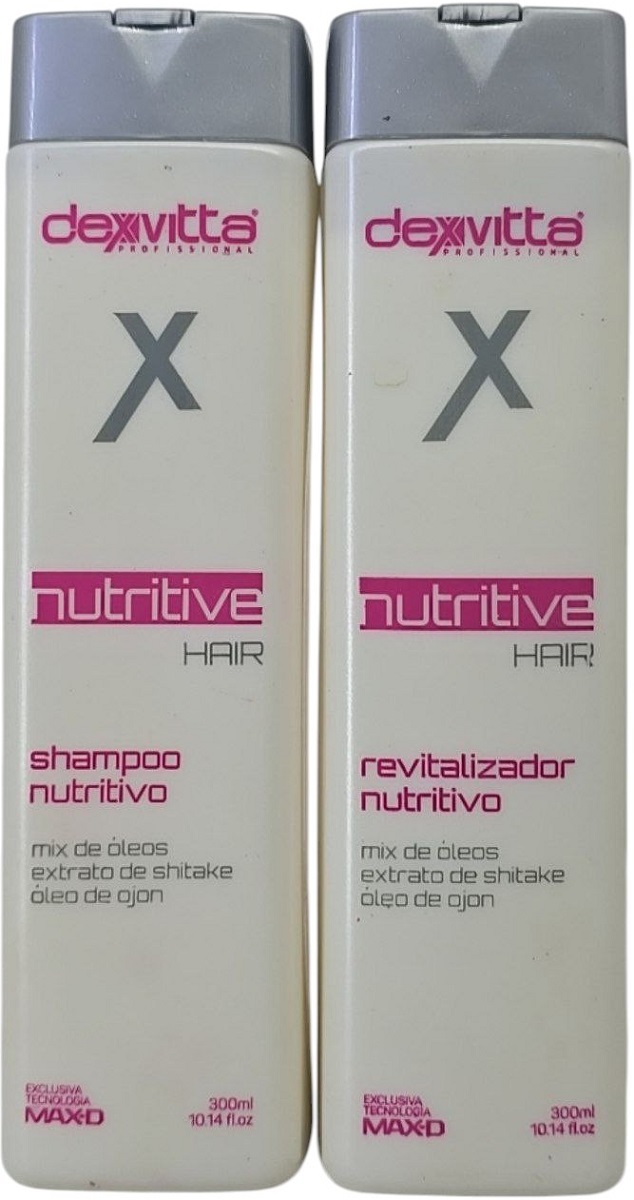 dexxvitta®
PROFISSIONAL
X
nutritive
HAIR
shampoo
nutritivo
mix de óleos
extrato de shitake
óleo de ojon
EXCLUSIVA
TECNOLOGIA
MAX-D
300ml
10.14 fl.oz
dexxvitta®
PROFISSIONAL
X
nutritive
HAIR
revitalizador
nutritivo
mix de óleos
extrato de shitake
óleo de ojon
EXCLUSIVA
TECNOLOGIA
MAX-D
300ml
10.14 fl.oz